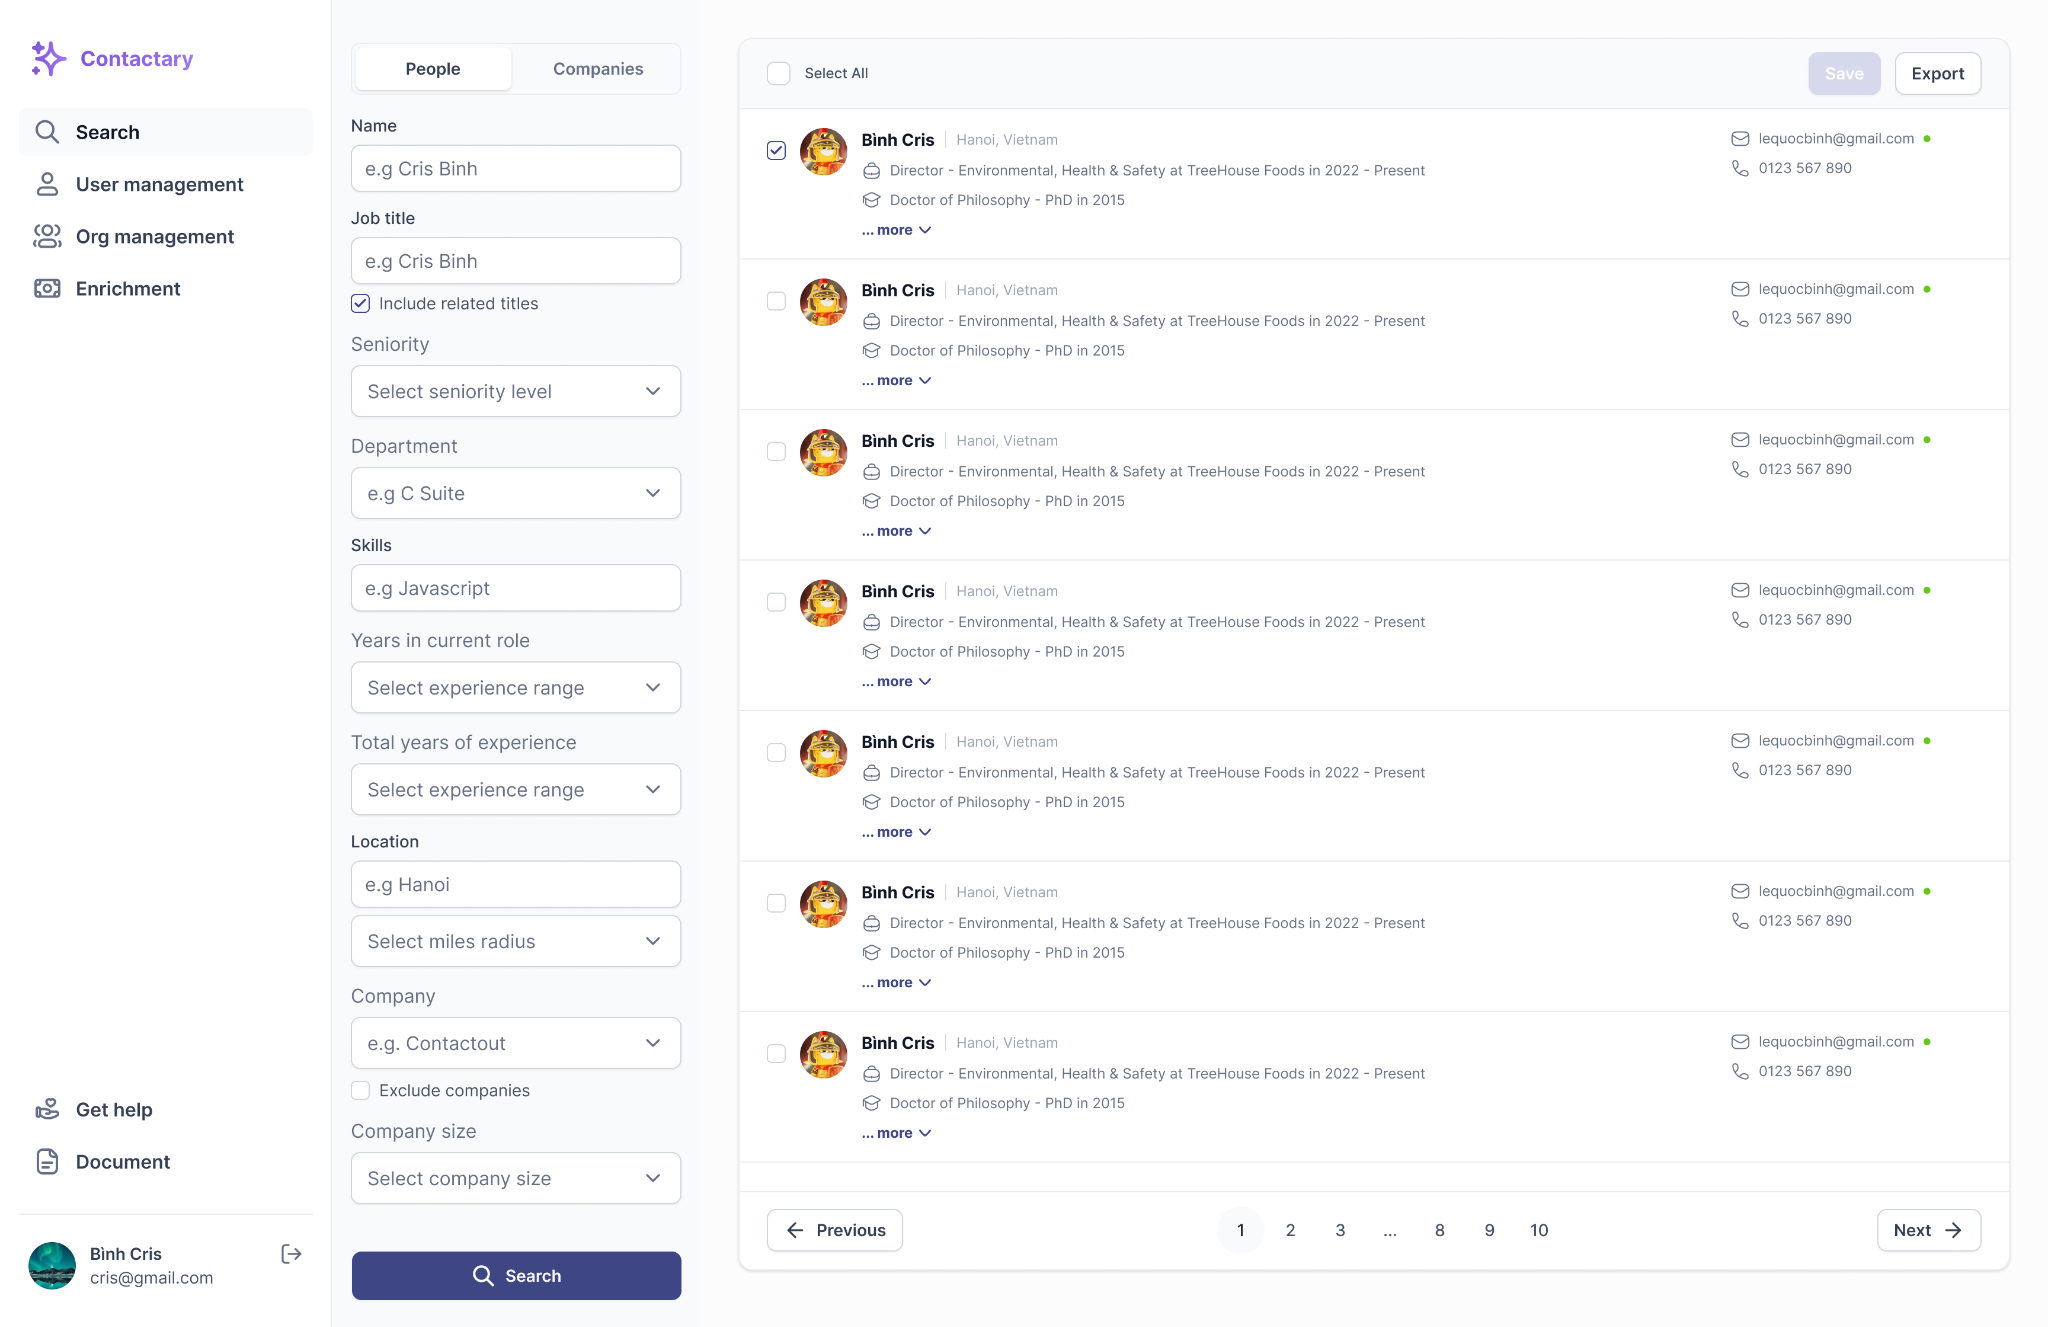 Contactary
Search
User management
Org management
Enrichment
Get help
Document
Bình Cris
cris@gmail.com
People
Companies
Name
e.g Cris Binh
Job title
e.g Cris Binh
Include related titles
Seniority
Select seniority level
Department
e.g C Suite
Skills
e.g Javascript
Years in current role
Select experience range
Total years of experience
Select experience range
Location
e.g Hanoi
Select miles radius
Company
e.g. Contactout
Exclude companies
Company size
Select company size
Search
Select All
Save
Export
Bình Cris
Hanoi, Vietnam
Director - Environmental, Health & Safety at TreeHouse Foods in 2022 - Present
Doctor of Philosophy - PhD in 2015
... more
lequocbinh@gmail.com
0123 567 890
Bình Cris
Hanoi, Vietnam
Director - Environmental, Health & Safety at TreeHouse Foods in 2022 - Present
Doctor of Philosophy - PhD in 2015
... more
lequocbinh@gmail.com
0123 567 890
Bình Cris
Hanoi, Vietnam
Director - Environmental, Health & Safety at TreeHouse Foods in 2022 - Present
Doctor of Philosophy - PhD in 2015
... more
lequocbinh@gmail.com
0123 567 890
Bình Cris
Hanoi, Vietnam
Director - Environmental, Health & Safety at TreeHouse Foods in 2022 - Present
Doctor of Philosophy - PhD in 2015
... more
lequocbinh@gmail.com
0123 567 890
Bình Cris
Hanoi, Vietnam
Director - Environmental, Health & Safety at TreeHouse Foods in 2022 - Present
Doctor of Philosophy - PhD in 2015
... more
lequocbinh@gmail.com
0123 567 890
Bình Cris
Hanoi, Vietnam
Director - Environmental, Health & Safety at TreeHouse Foods in 2022 - Present
Doctor of Philosophy - PhD in 2015
... more
lequocbinh@gmail.com
0123 567 890
Bình Cris
Hanoi, Vietnam
Director - Environmental, Health & Safety at TreeHouse Foods in 2022 - Present
Doctor of Philosophy - PhD in 2015
... more
lequocbinh@gmail.com
0123 567 890
Previous
1 2 3 ... 8 9 10
Next